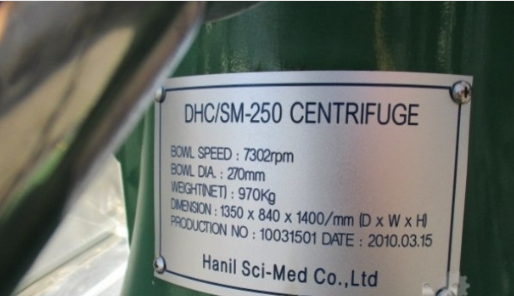 DHC/SM-250 CENTRIFUGE
BOWL SPEED : 7302rpm
BOWL DIA. : 270mm
WEIGHT(NET) : 970Kg
DIMENSION : 1350 x 840 x 1400/mm (D x W x H)
PRODUCTION NO : 10031501 DATE : 2010.03.15
Hanil Sci-Med Co.,Ltd